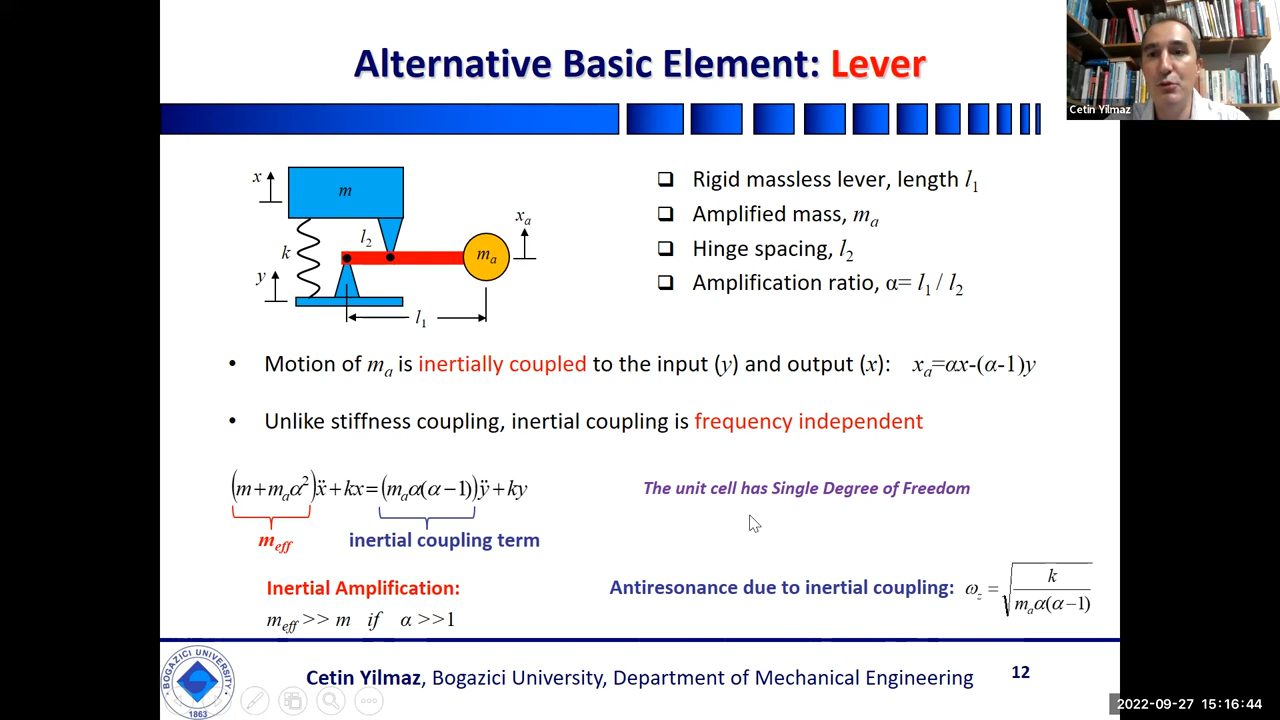 Alternative Basic Element: Lever
Cetin Yilmaz
x
m
x_a
l_2
k
m_a
y
l_1
❑ Rigid massless lever, length l_1
❑ Amplified mass, m_a
❑ Hinge spacing, l_2
❑ Amplification ratio, α= l_1 / l_2
• Motion of m_a is inertially coupled to the input (y) and output (x): x_a=αx-(α-1)y
• Unlike stiffness coupling, inertial coupling is frequency independent
(m+m_aα²)ẍ+kx=(m_aα(α−1))ÿ+ky
The unit cell has Single Degree of Freedom
m_eff
inertial coupling term
Inertial Amplification:
m_eff >> m if α >>1
Antiresonance due to inertial coupling: ω_z = √(k / (m_aα(α−1)))
BOGAZICI UNIVERSITY
1863
Cetin Yilmaz, Bogazici University, Department of Mechanical Engineering
12
2022-09-27 15:16:44